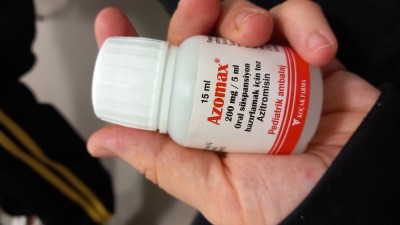 15 ml
Azomax®
200 mg / 5 ml
Oral süspansiyon
hazırlamak için toz
Azitromisin
Pediatrik ambalaj
KOÇAK FARMA